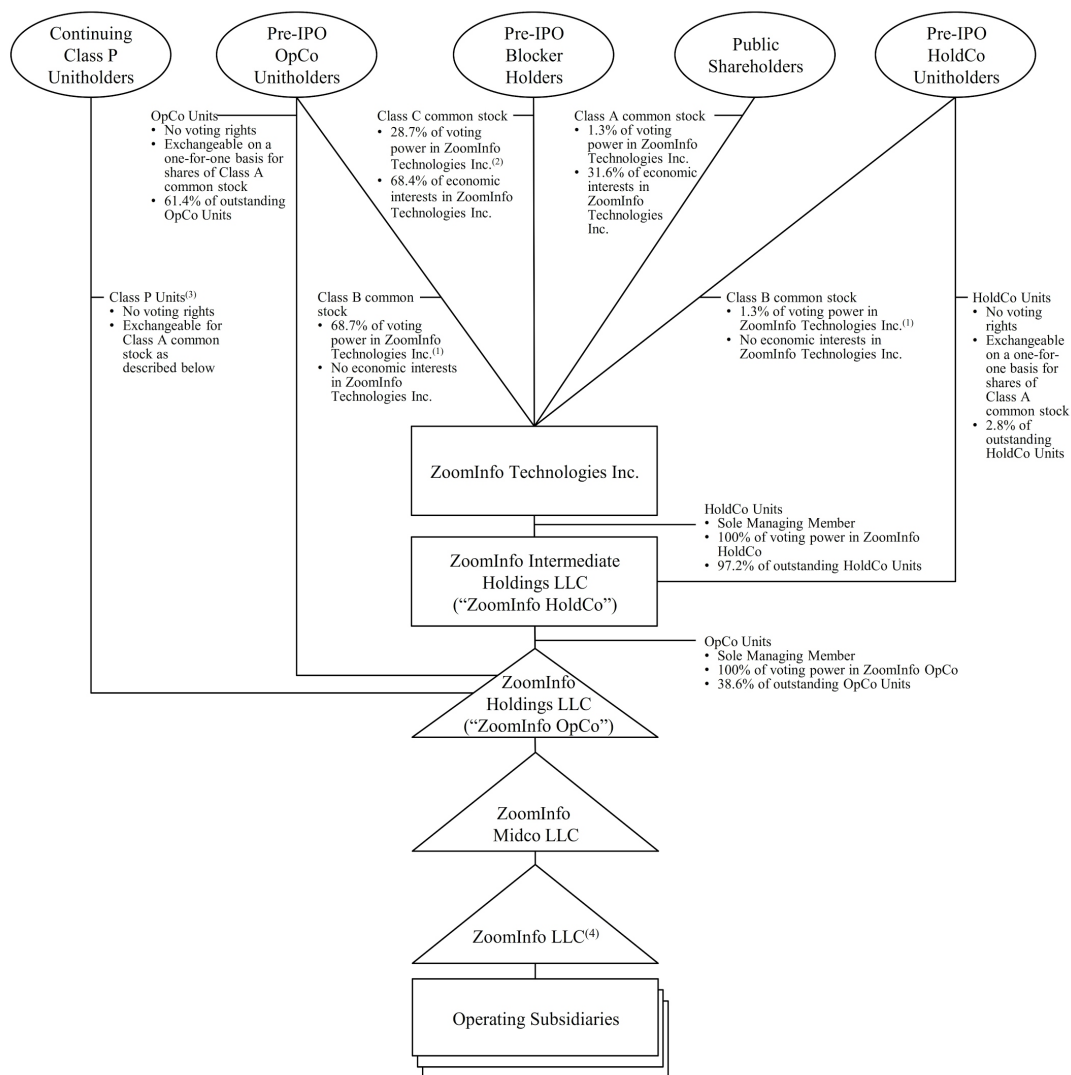 Continuing
Class P
Unitholders
Pre-IPO
OpCo
Unitholders
Pre-IPO
Blocker
Holders
Public
Shareholders
Pre-IPO
HoldCo
Unitholders
OpCo Units
• No voting rights
• Exchangeable on a
one-for-one basis for
shares of Class A
common stock
• 61.4% of outstanding
OpCo Units
Class C common stock
• 28.7% of voting
power in ZoomInfo
Technologies Inc.(2)
• 68.4% of economic
interests in ZoomInfo
Technologies Inc.
Class A common stock
• 1.3% of voting
power in ZoomInfo
Technologies Inc.
• 31.6% of economic
interests in
ZoomInfo
Technologies
Inc.
Class P Units(3)
• No voting rights
• Exchangeable for
Class A common
stock as
described below
Class B common
stock
• 68.7% of voting
power in ZoomInfo
Technologies Inc.(1)
• No economic interests
in ZoomInfo
Technologies Inc.
Class B common stock
• 1.3% of voting power in
ZoomInfo Technologies Inc.(1)
• No economic interests in
ZoomInfo Technologies Inc.
HoldCo Units
• No voting
rights
• Exchangeable
on a one-for-
one basis for
shares of
Class A
common stock
• 2.8% of
outstanding
HoldCo Units
ZoomInfo Technologies Inc.
HoldCo Units
• Sole Managing Member
• 100% of voting power in ZoomInfo
HoldCo
• 97.2% of outstanding HoldCo Units
ZoomInfo Intermediate
Holdings LLC
(“ZoomInfo HoldCo”)
OpCo Units
• Sole Managing Member
• 100% of voting power in ZoomInfo OpCo
• 38.6% of outstanding OpCo Units
ZoomInfo
Holdings LLC
(“ZoomInfo OpCo”)
ZoomInfo
Midco LLC
ZoomInfo LLC(4)
Operating Subsidiaries